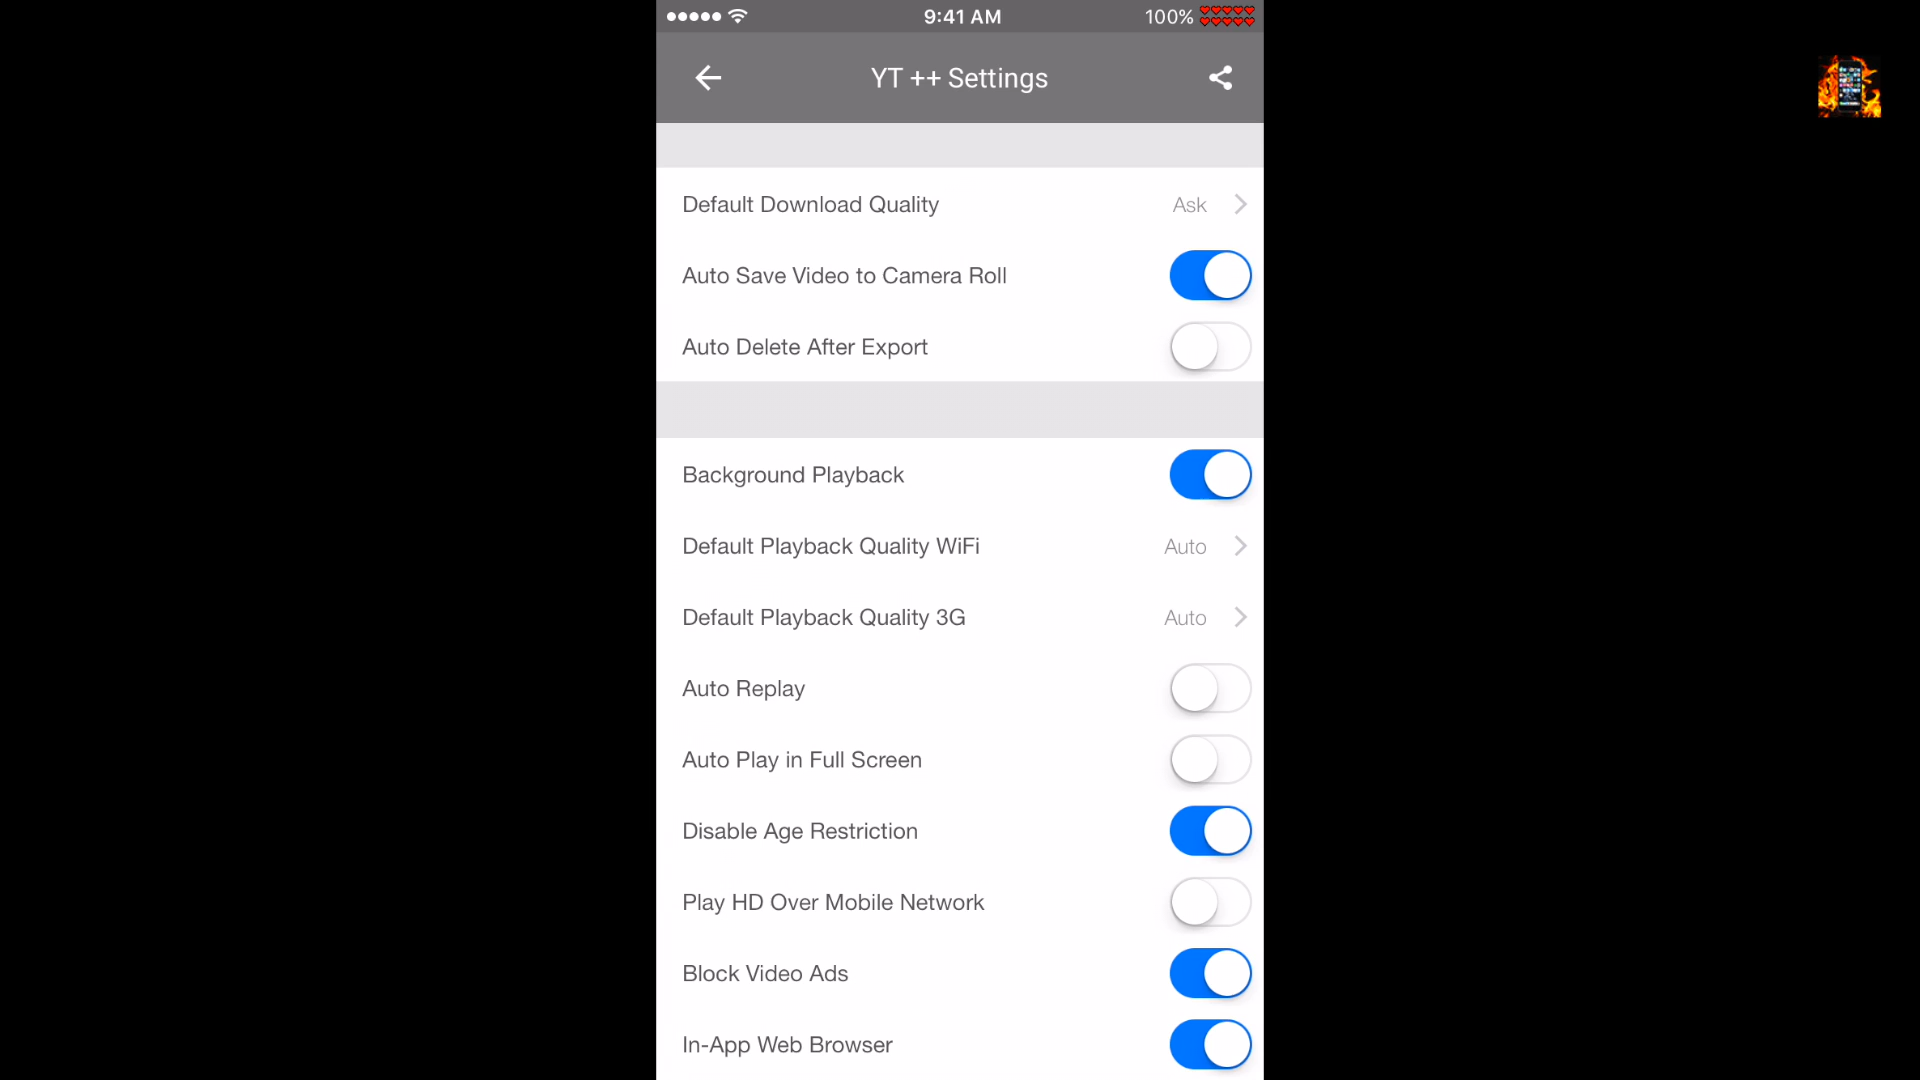 9:41 AM
100%
YT ++ Settings
Default Download Quality Ask
Auto Save Video to Camera Roll
Auto Delete After Export
Background Playback
Default Playback Quality WiFi Auto
Default Playback Quality 3G Auto
Auto Replay
Auto Play in Full Screen
Disable Age Restriction
Play HD Over Mobile Network
Block Video Ads
In-App Web Browser